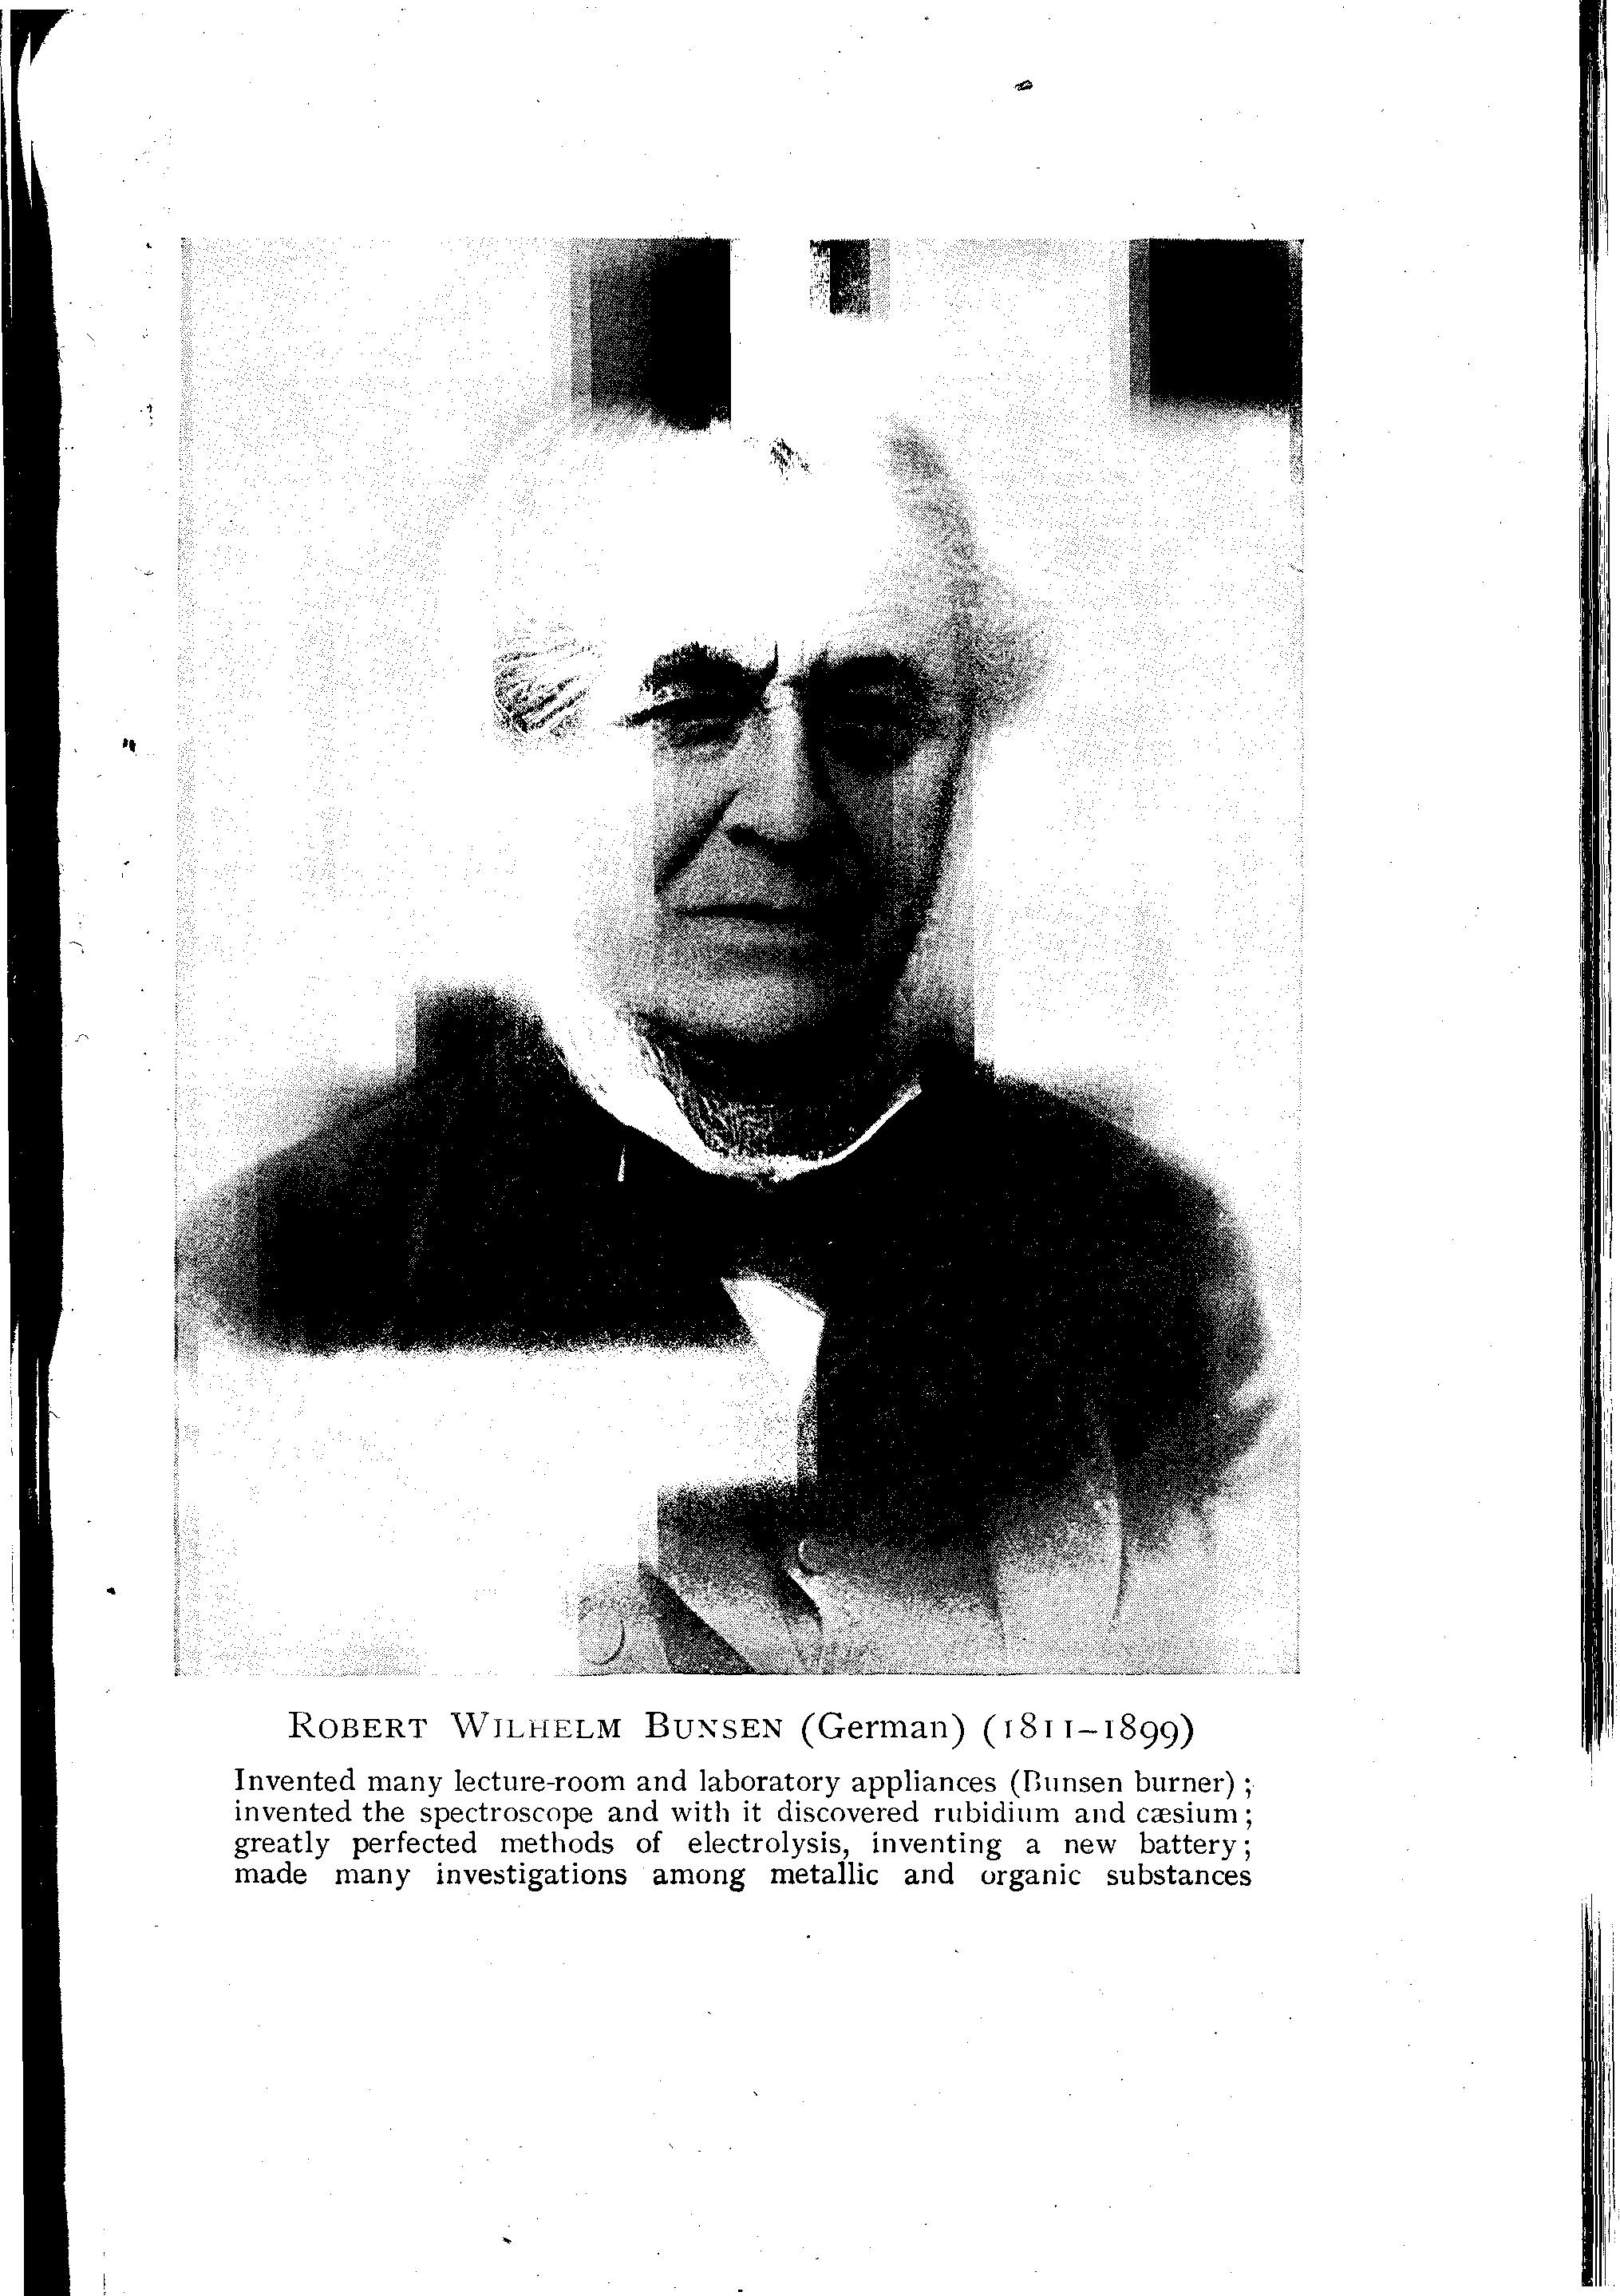 ROBERT WILHELM BUNSEN (German) (1811–1899)
Invented many lecture-room and laboratory appliances (Bunsen burner) ;
invented the spectroscope and with it discovered rubidium and cæsium ;
greatly perfected methods of electrolysis, inventing a new battery ;
made many investigations among metallic and organic substances